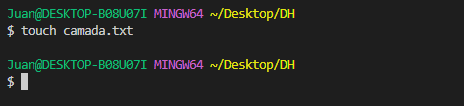 Juan@DESKTOP-B08U07I MINGW64 ~/Desktop/DH
$ touch camada.txt
Juan@DESKTOP-B08U07I MINGW64 ~/Desktop/DH
$